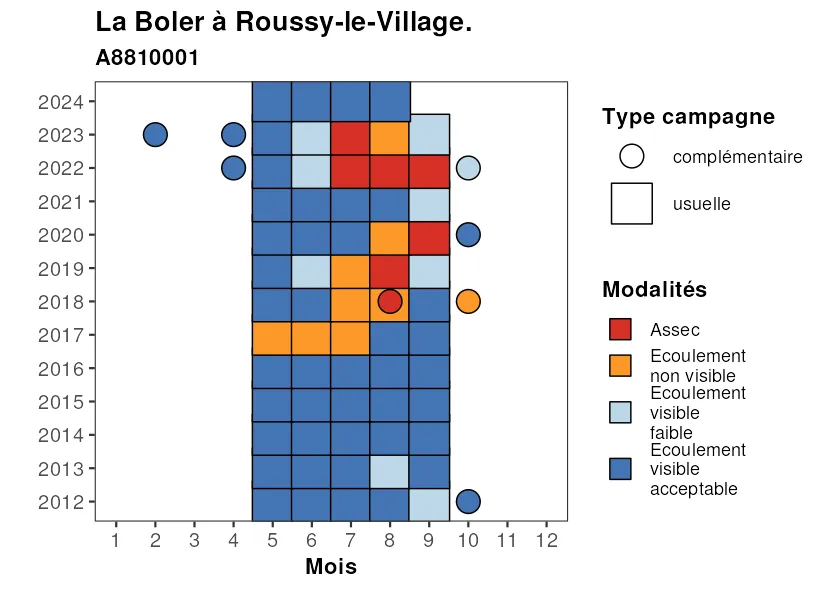 La Boler à Roussy-le-Village.
A8810001
2024
2023
2022
2021
2020
2019
2018
2017
2016
2015
2014
2013
2012
1 2 3 4 5 6 7 8 9 10 11 12
Mois
Type campagne
complémentaire
usuelle
Modalités
Assec
Ecoulement
non visible
Ecoulement
visible
faible
Ecoulement
visible
acceptable